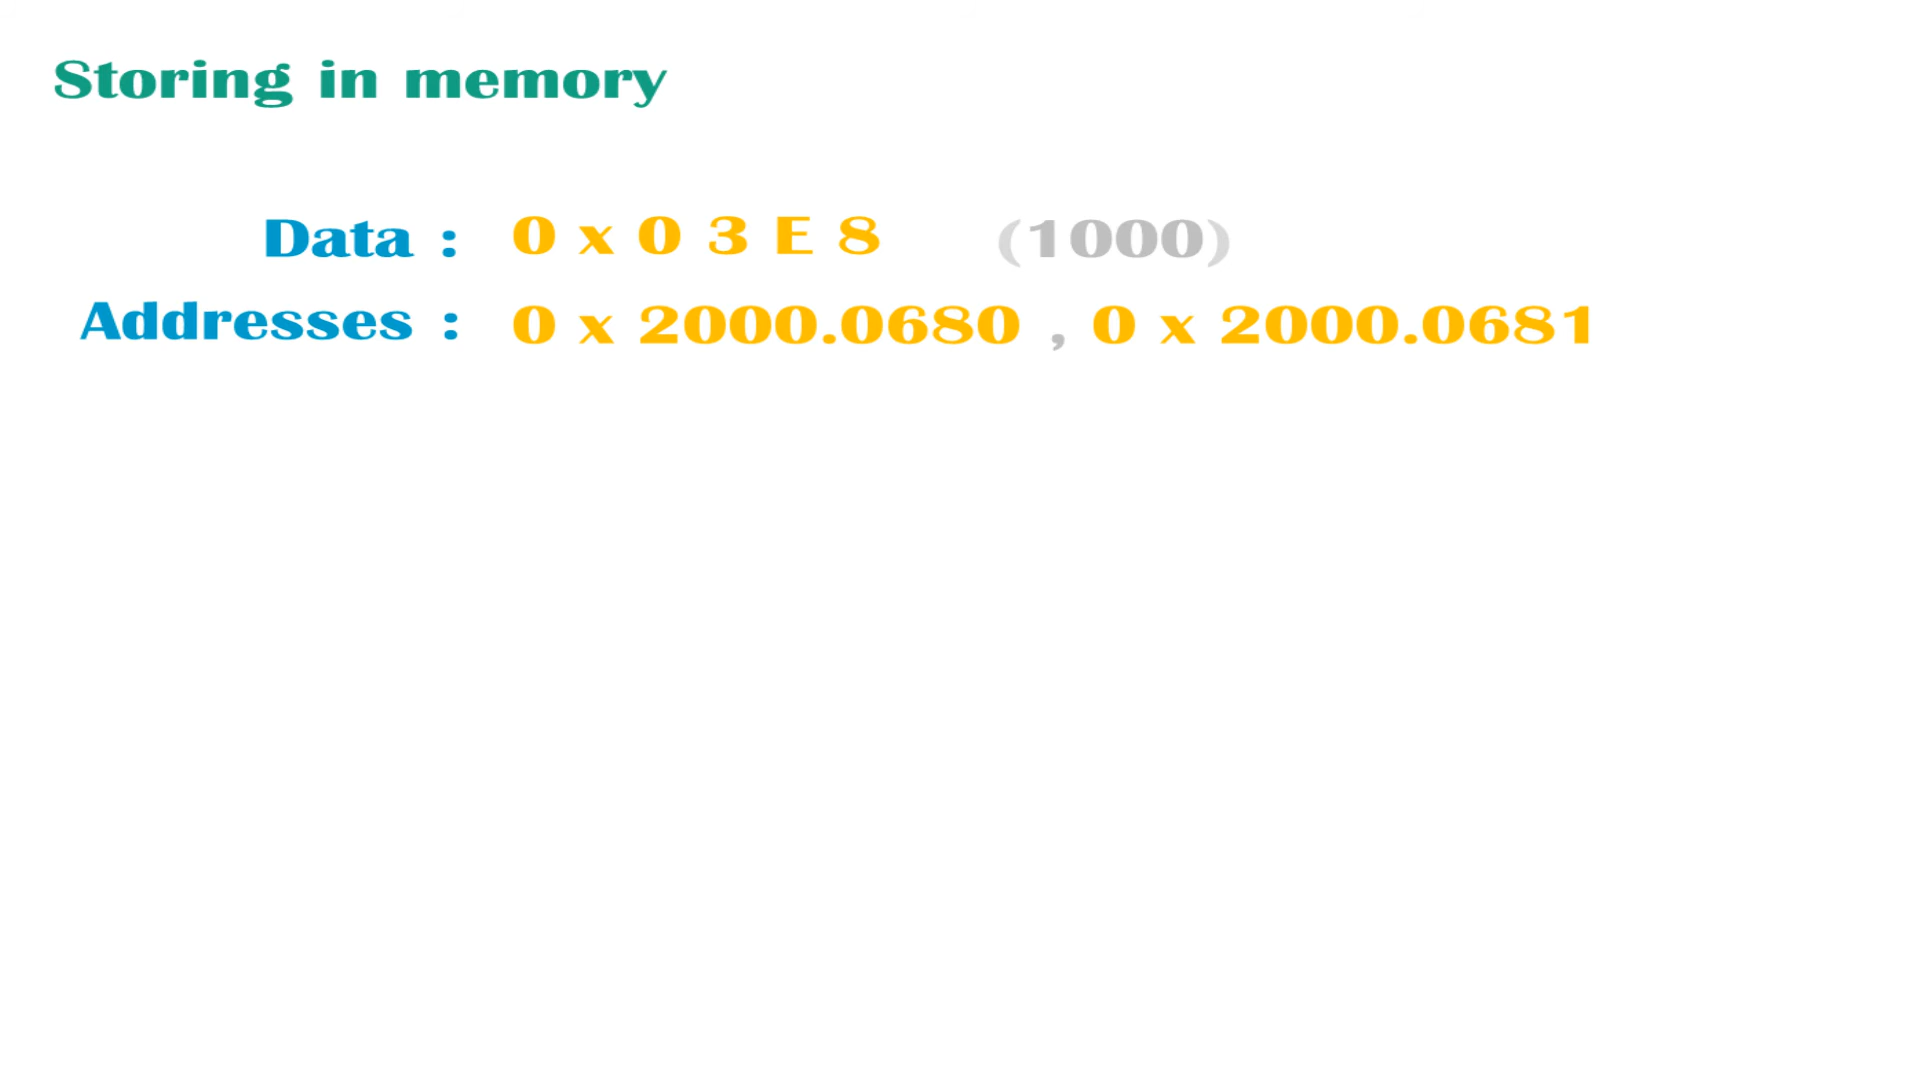 Storing in memory
Data : 0 x 0 3 E 8 (1000)
Addresses : 0 x 2000.0680 , 0 x 2000.0681